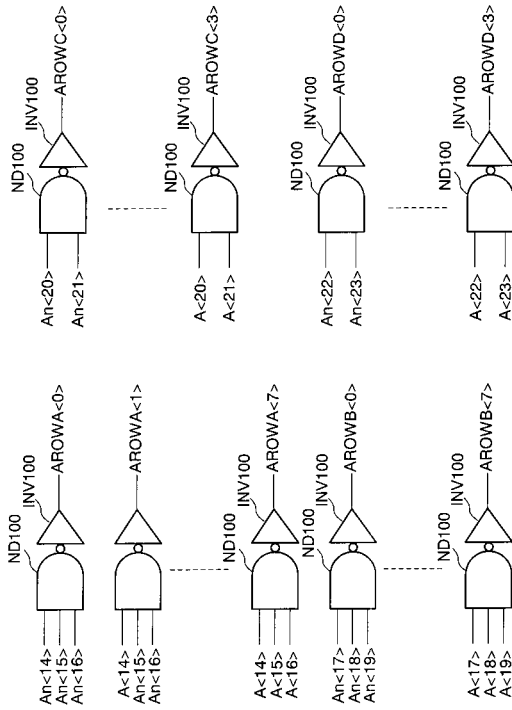 An<14>
An<15>
An<16>
ND100
INV100
AROWA<0>
A<14>
An<15>
An<16>
AROWA<1>
A<14>
A<15>
A<16>
ND100
INV100
AROWA<7>
An<17>
An<18>
An<19>
ND100
INV100
AROWB<0>
A<17>
A<18>
A<19>
ND100
INV100
AROWB<7>
An<20>
An<21>
ND100
INV100
AROWC<0>
A<20>
A<21>
ND100
INV100
AROWC<3>
An<22>
An<23>
ND100
INV100
AROWD<0>
A<22>
A<23>
ND100
INV100
AROWD<3>